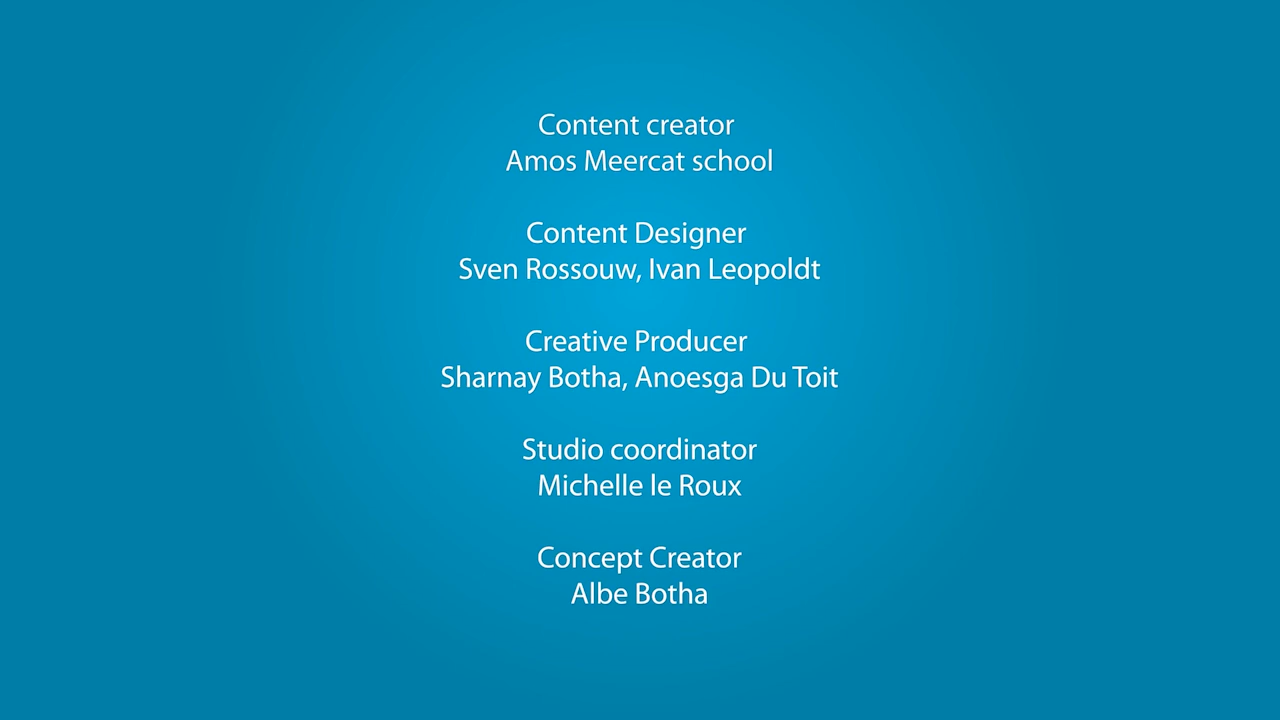 Content creator
Amos Meercat school
Content Designer
Sven Rossouw, Ivan Leopoldt
Creative Producer
Sharnay Botha, Anoesga Du Toit
Studio coordinator
Michelle le Roux
Concept Creator
Albe Botha